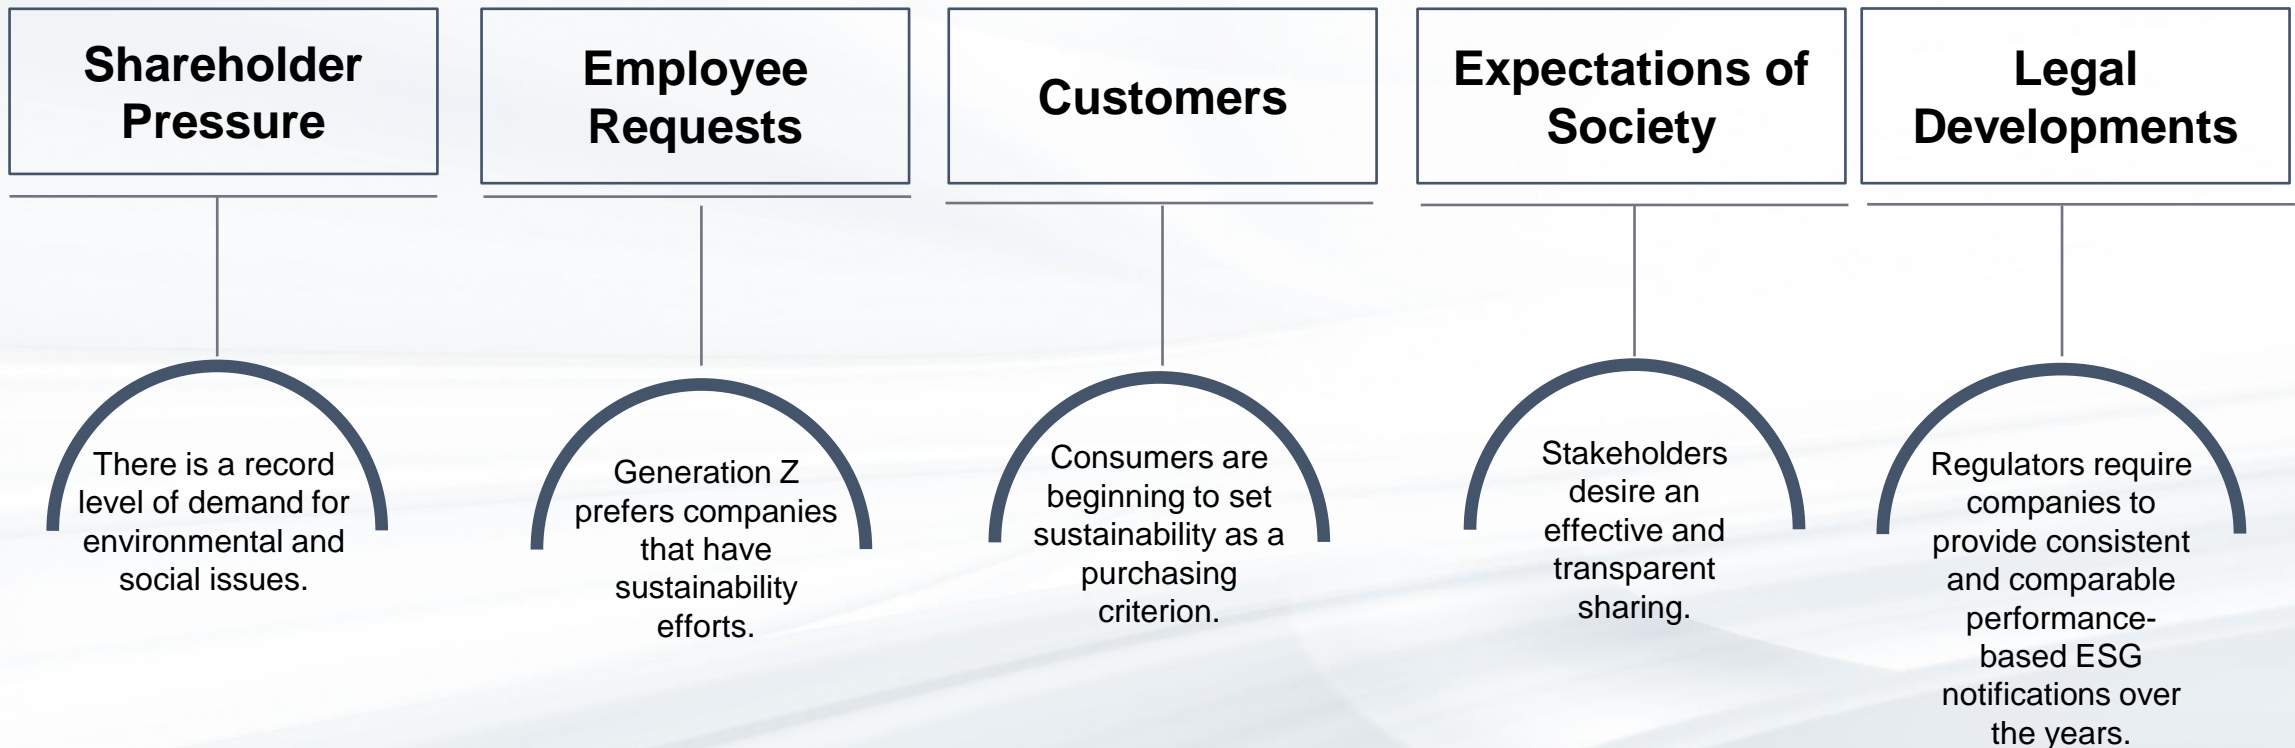 Shareholder
Pressure
There is a record
level of demand for
environmental and
social issues.
Employee
Requests
Generation Z
prefers companies
that have
sustainability
efforts.
Customers
Consumers are
beginning to set
sustainability as a
purchasing
criterion.
Expectations of
Society
Stakeholders
desire an
effective and
transparent
sharing.
Legal
Developments
Regulators require
companies to
provide consistent
and comparable
performance-
based ESG
notifications over
the years.